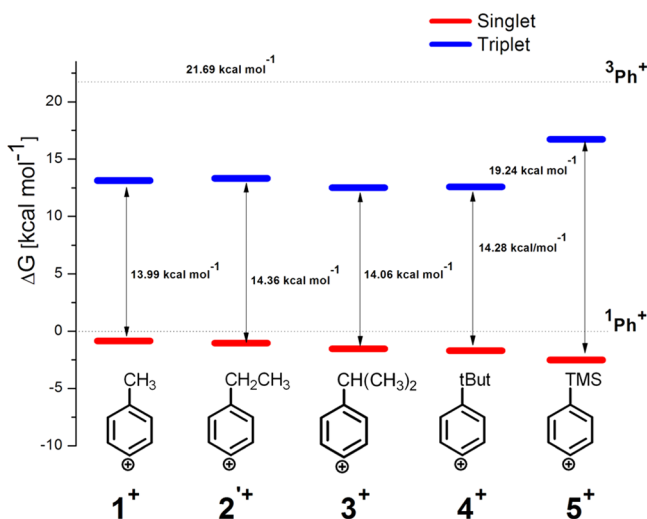 Singlet
Triplet
21.69 kcal mol⁻¹
³Ph⁺
ΔG [kcal mol⁻¹]
20
15
10
5
0
-5
-10
19.24 kcal mol⁻¹
13.99 kcal mol⁻¹
14.36 kcal mol⁻¹
14.06 kcal mol⁻¹
14.28 kcal/mol⁻¹
¹Ph⁺
CH₃
CH₂CH₃
CH(CH₃)₂
tBut
TMS
⊕ ⊕ ⊕ ⊕ ⊕
1⁺ 2'⁺ 3⁺ 4⁺ 5⁺